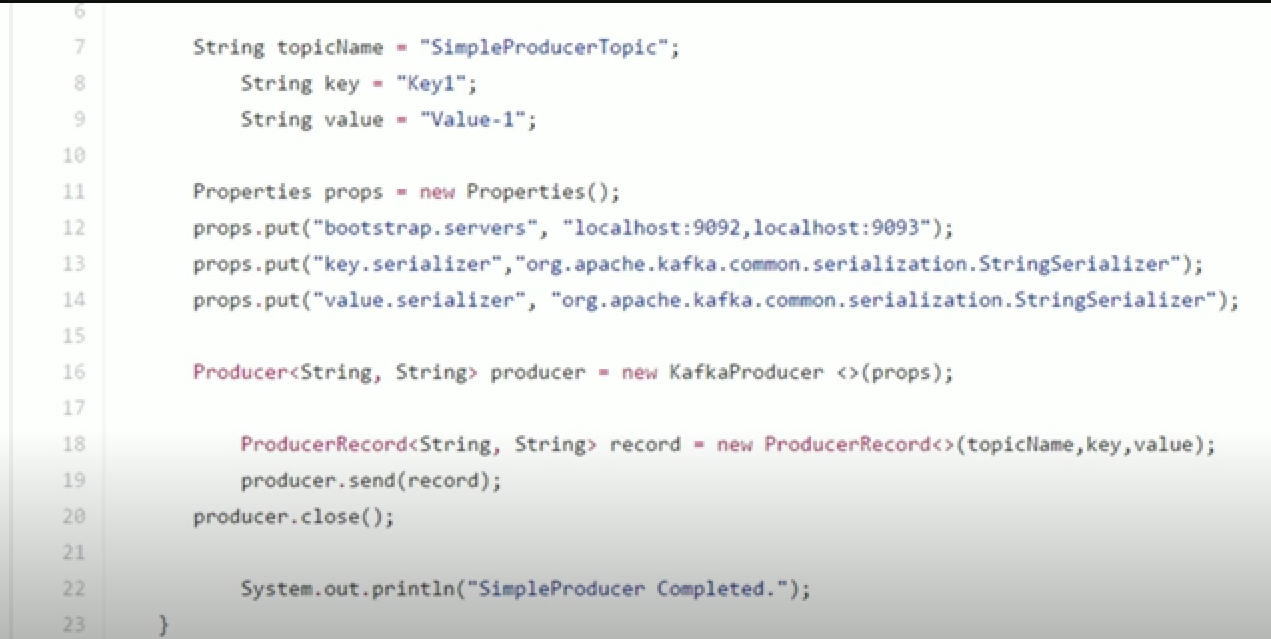 6
7 String topicName = "SimpleProducerTopic";
8 String key = "Key1";
9 String value = "Value-1";
10
11 Properties props = new Properties();
12 props.put("bootstrap.servers", "localhost:9092,localhost:9093");
13 props.put("key.serializer","org.apache.kafka.common.serialization.StringSerializer");
14 props.put("value.serializer", "org.apache.kafka.common.serialization.StringSerializer");
15
16 Producer<String, String> producer = new KafkaProducer <>(props);
17
18 ProducerRecord<String, String> record = new ProducerRecord<>(topicName,key,value);
19 producer.send(record);
20 producer.close();
21
22 System.out.println("SimpleProducer Completed.");
23 }